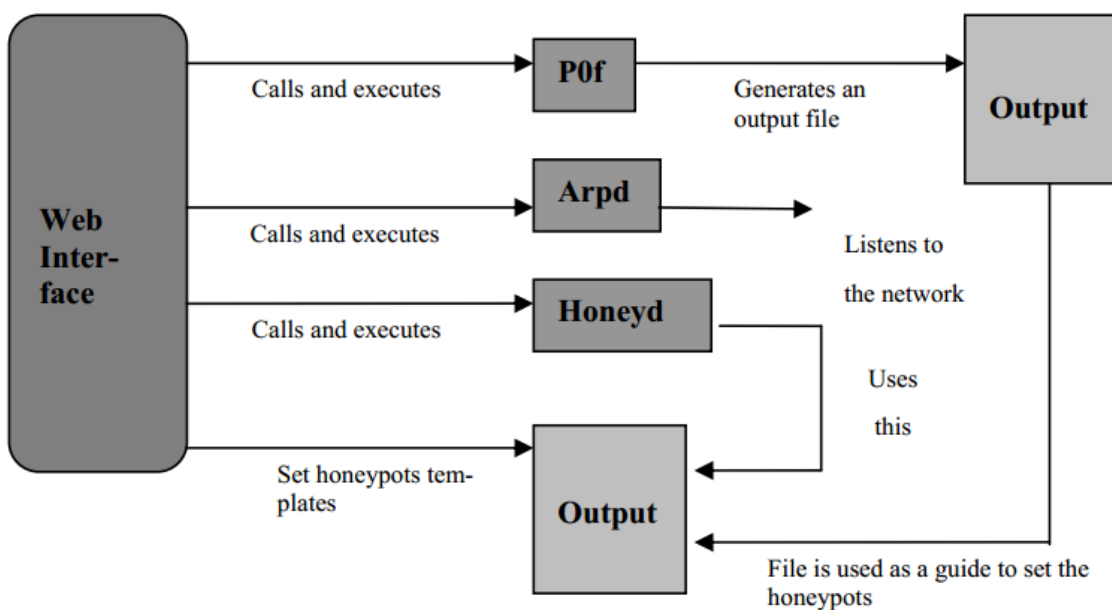 Calls and executes
P0f
Generates an
output file
Output
Web
Inter-
face
Calls and executes
Arpd
Listens to
the network
Calls and executes
Honeyd
Uses
this
Set honeypots tem-
plates
Output
File is used as a guide to set the
honeypots